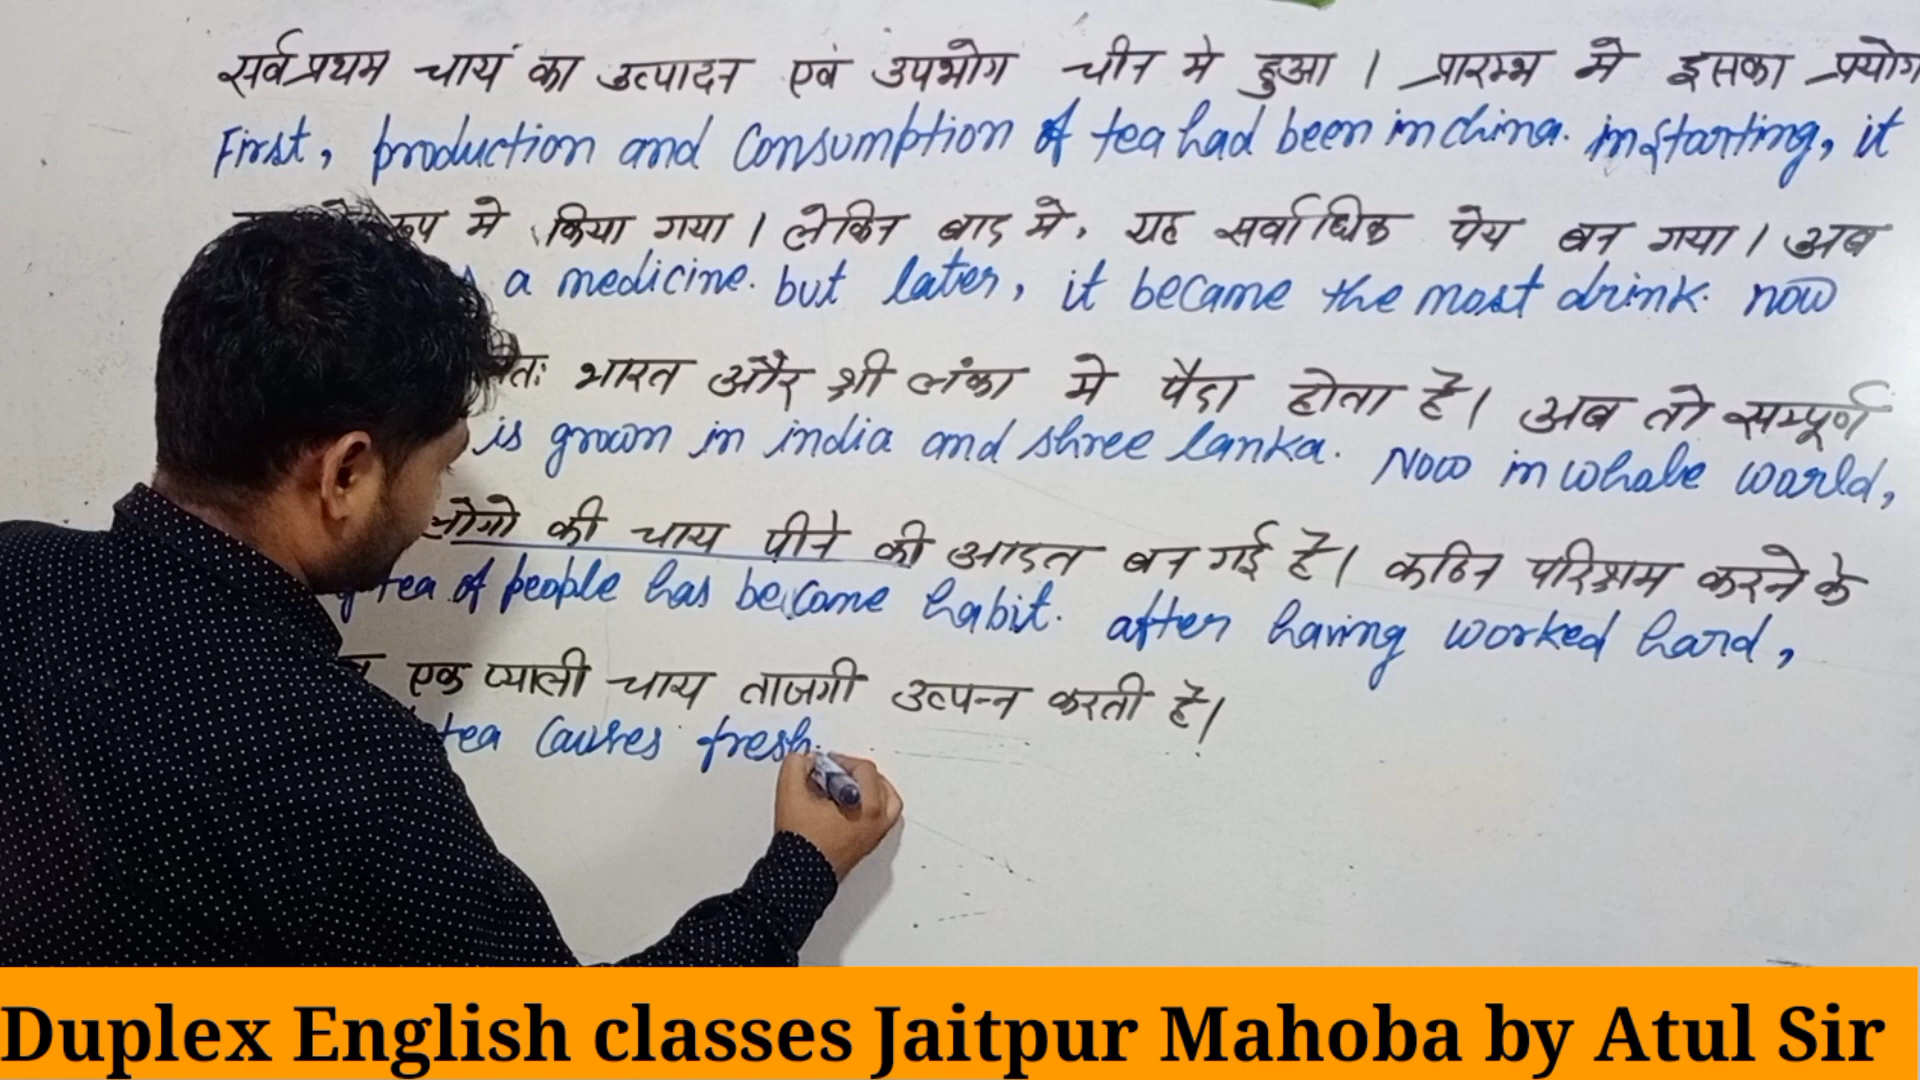 सर्वप्रथम चायं का उत्पादन एवं उपभोग चीन मे हुआ । प्रारम्भ मे इसका प्रयोग
First, production and consumption of tea had been in china. in starting, it
रूप मे किया गया । लेकिन बाद मे, यह सर्वाधिक पेय बन गया । अब
a medicine. but later, it became the most drink. now
भारत और श्री लंका मे पैदा होता है। अब तो सम्पूर्ण
is grown in india and shree lanka. Now in whole world,
लोगो की चाय पीने की आदत बन गई है। कठिन परिश्रम करने के
tea of people has become habit. after having worked hard,
एक प्याली चाय ताजगी उत्पन्न करती है।
tea causes fresh
Duplex English classes Jaitpur Mahoba by Atul Sir